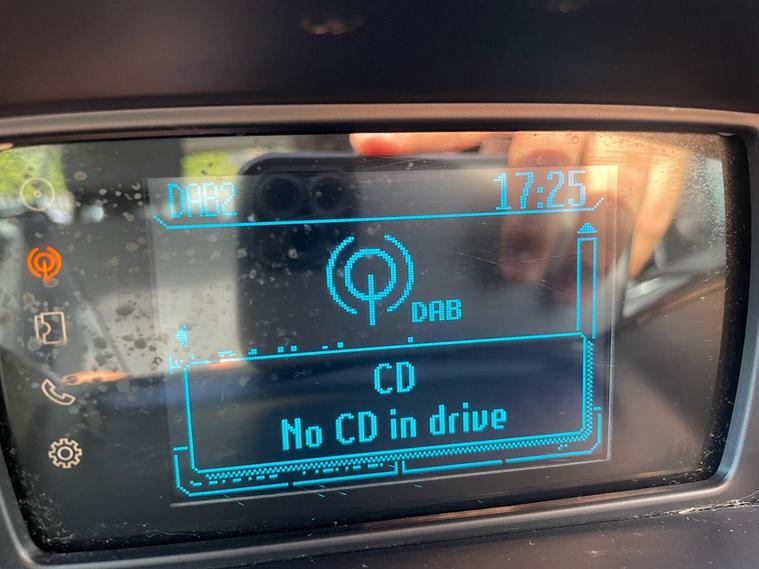 DAB2
17:25
DAB
CD
No CD in drive